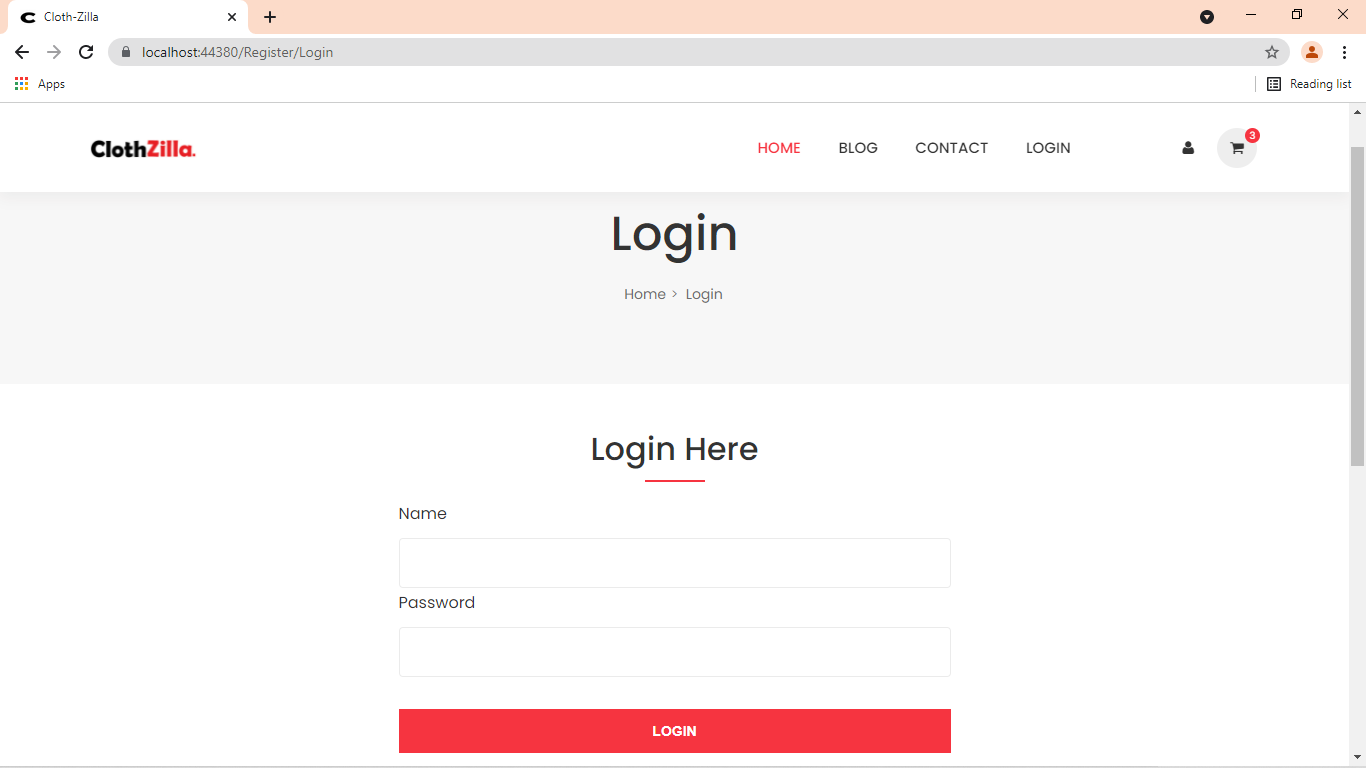 Cloth-Zilla
localhost:44380/Register/Login
Apps
Reading list
ClothZilla.
HOME BLOG CONTACT LOGIN 3
Login
Home > Login
Login Here
Name
Password
LOGIN